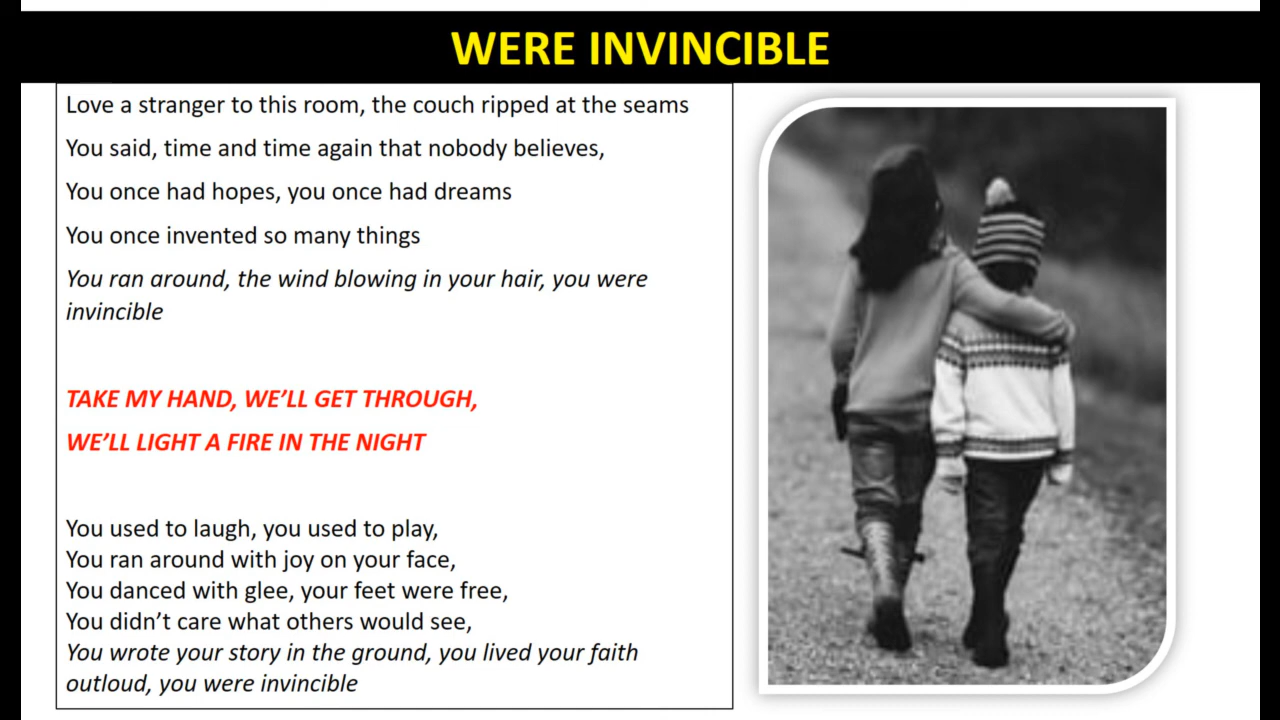 WERE INVINCIBLE
Love a stranger to this room, the couch ripped at the seams
You said, time and time again that nobody believes,
You once had hopes, you once had dreams
You once invented so many things
You ran around, the wind blowing in your hair, you were
invincible
TAKE MY HAND, WE’LL GET THROUGH,
WE’LL LIGHT A FIRE IN THE NIGHT
You used to laugh, you used to play,
You ran around with joy on your face,
You danced with glee, your feet were free,
You didn’t care what others would see,
You wrote your story in the ground, you lived your faith
outloud, you were invincible